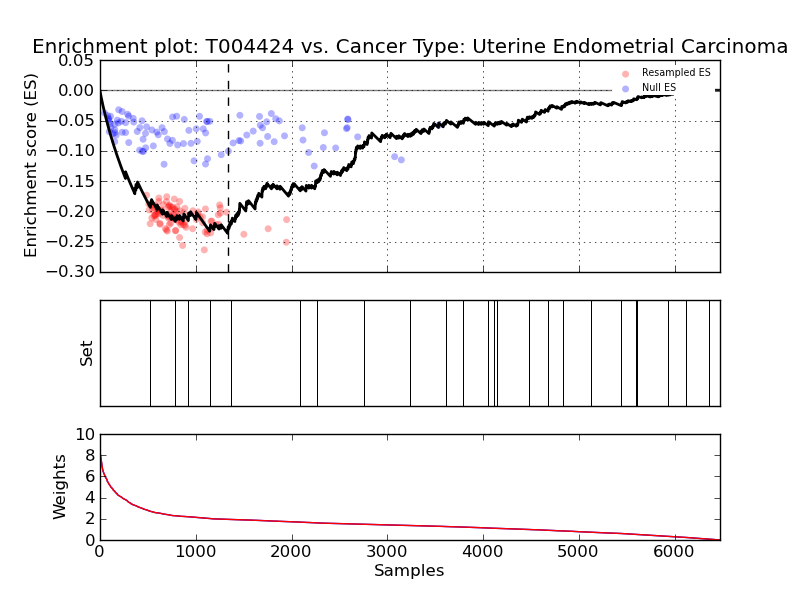 Enrichment plot: T004424 vs. Cancer Type: Uterine Endometrial Carcinoma
0.05
0.00
−0.05
−0.10
−0.15
−0.20
−0.25
−0.30
Enrichment score (ES)
Resampled ES
Null ES
Set
10
8
6
4
2
0
Weights
0 1000 2000 3000 4000 5000 6000
Samples